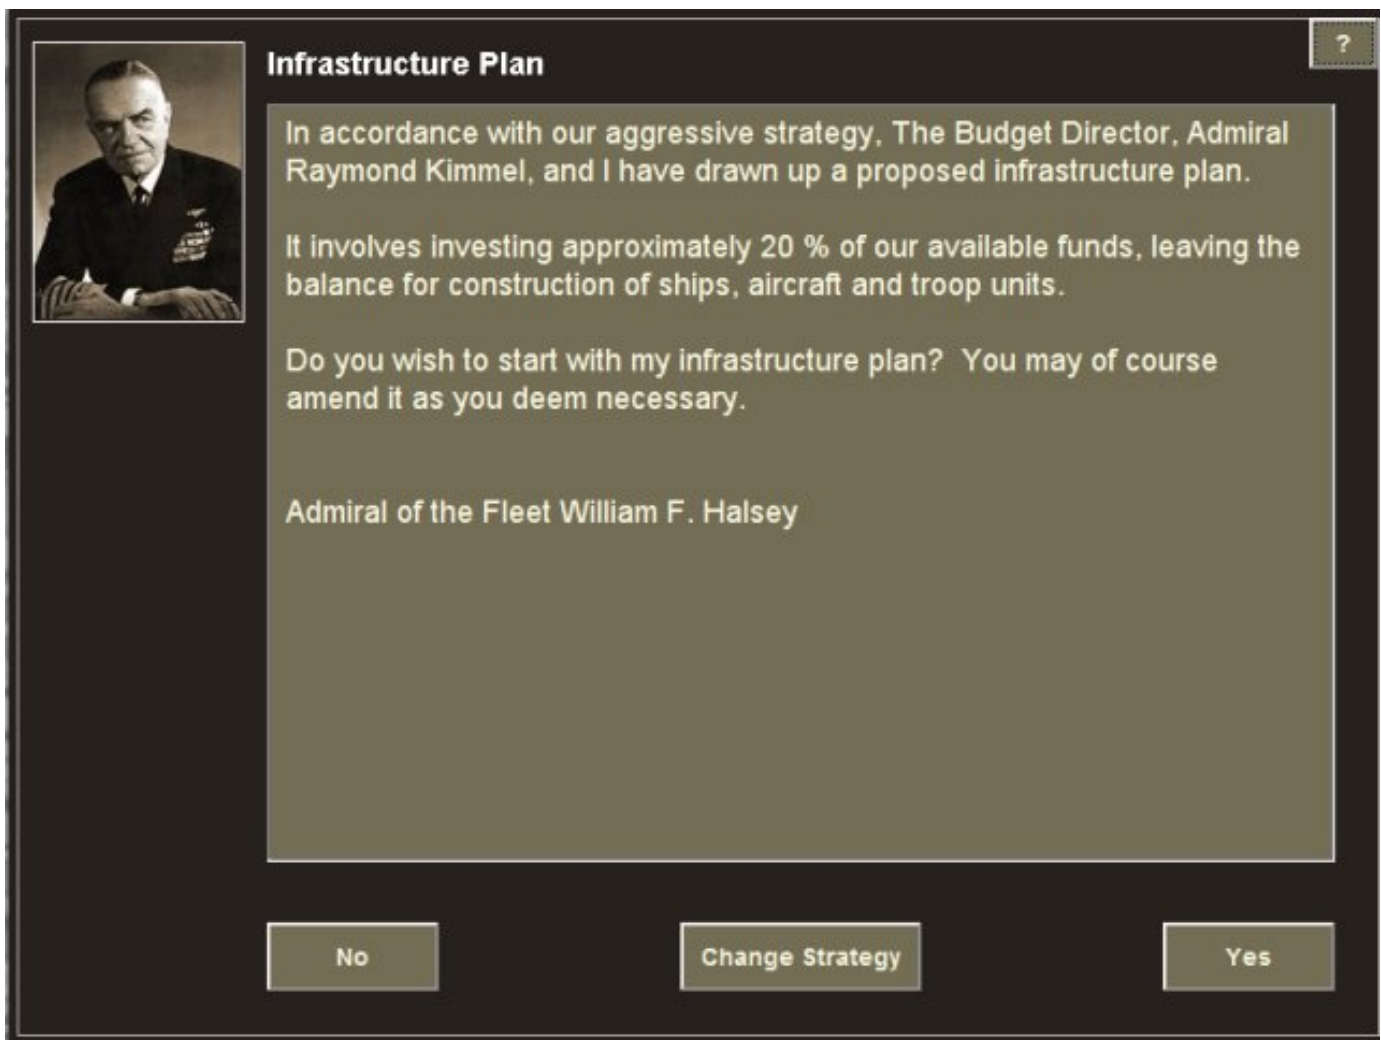 ?
Infrastructure Plan
In accordance with our aggressive strategy, The Budget Director, Admiral
Raymond Kimmel, and I have drawn up a proposed infrastructure plan.
It involves investing approximately 20 % of our available funds, leaving the
balance for construction of ships, aircraft and troop units.
Do you wish to start with my infrastructure plan?  You may of course
amend it as you deem necessary.
Admiral of the Fleet William F. Halsey
No
Change Strategy
Yes